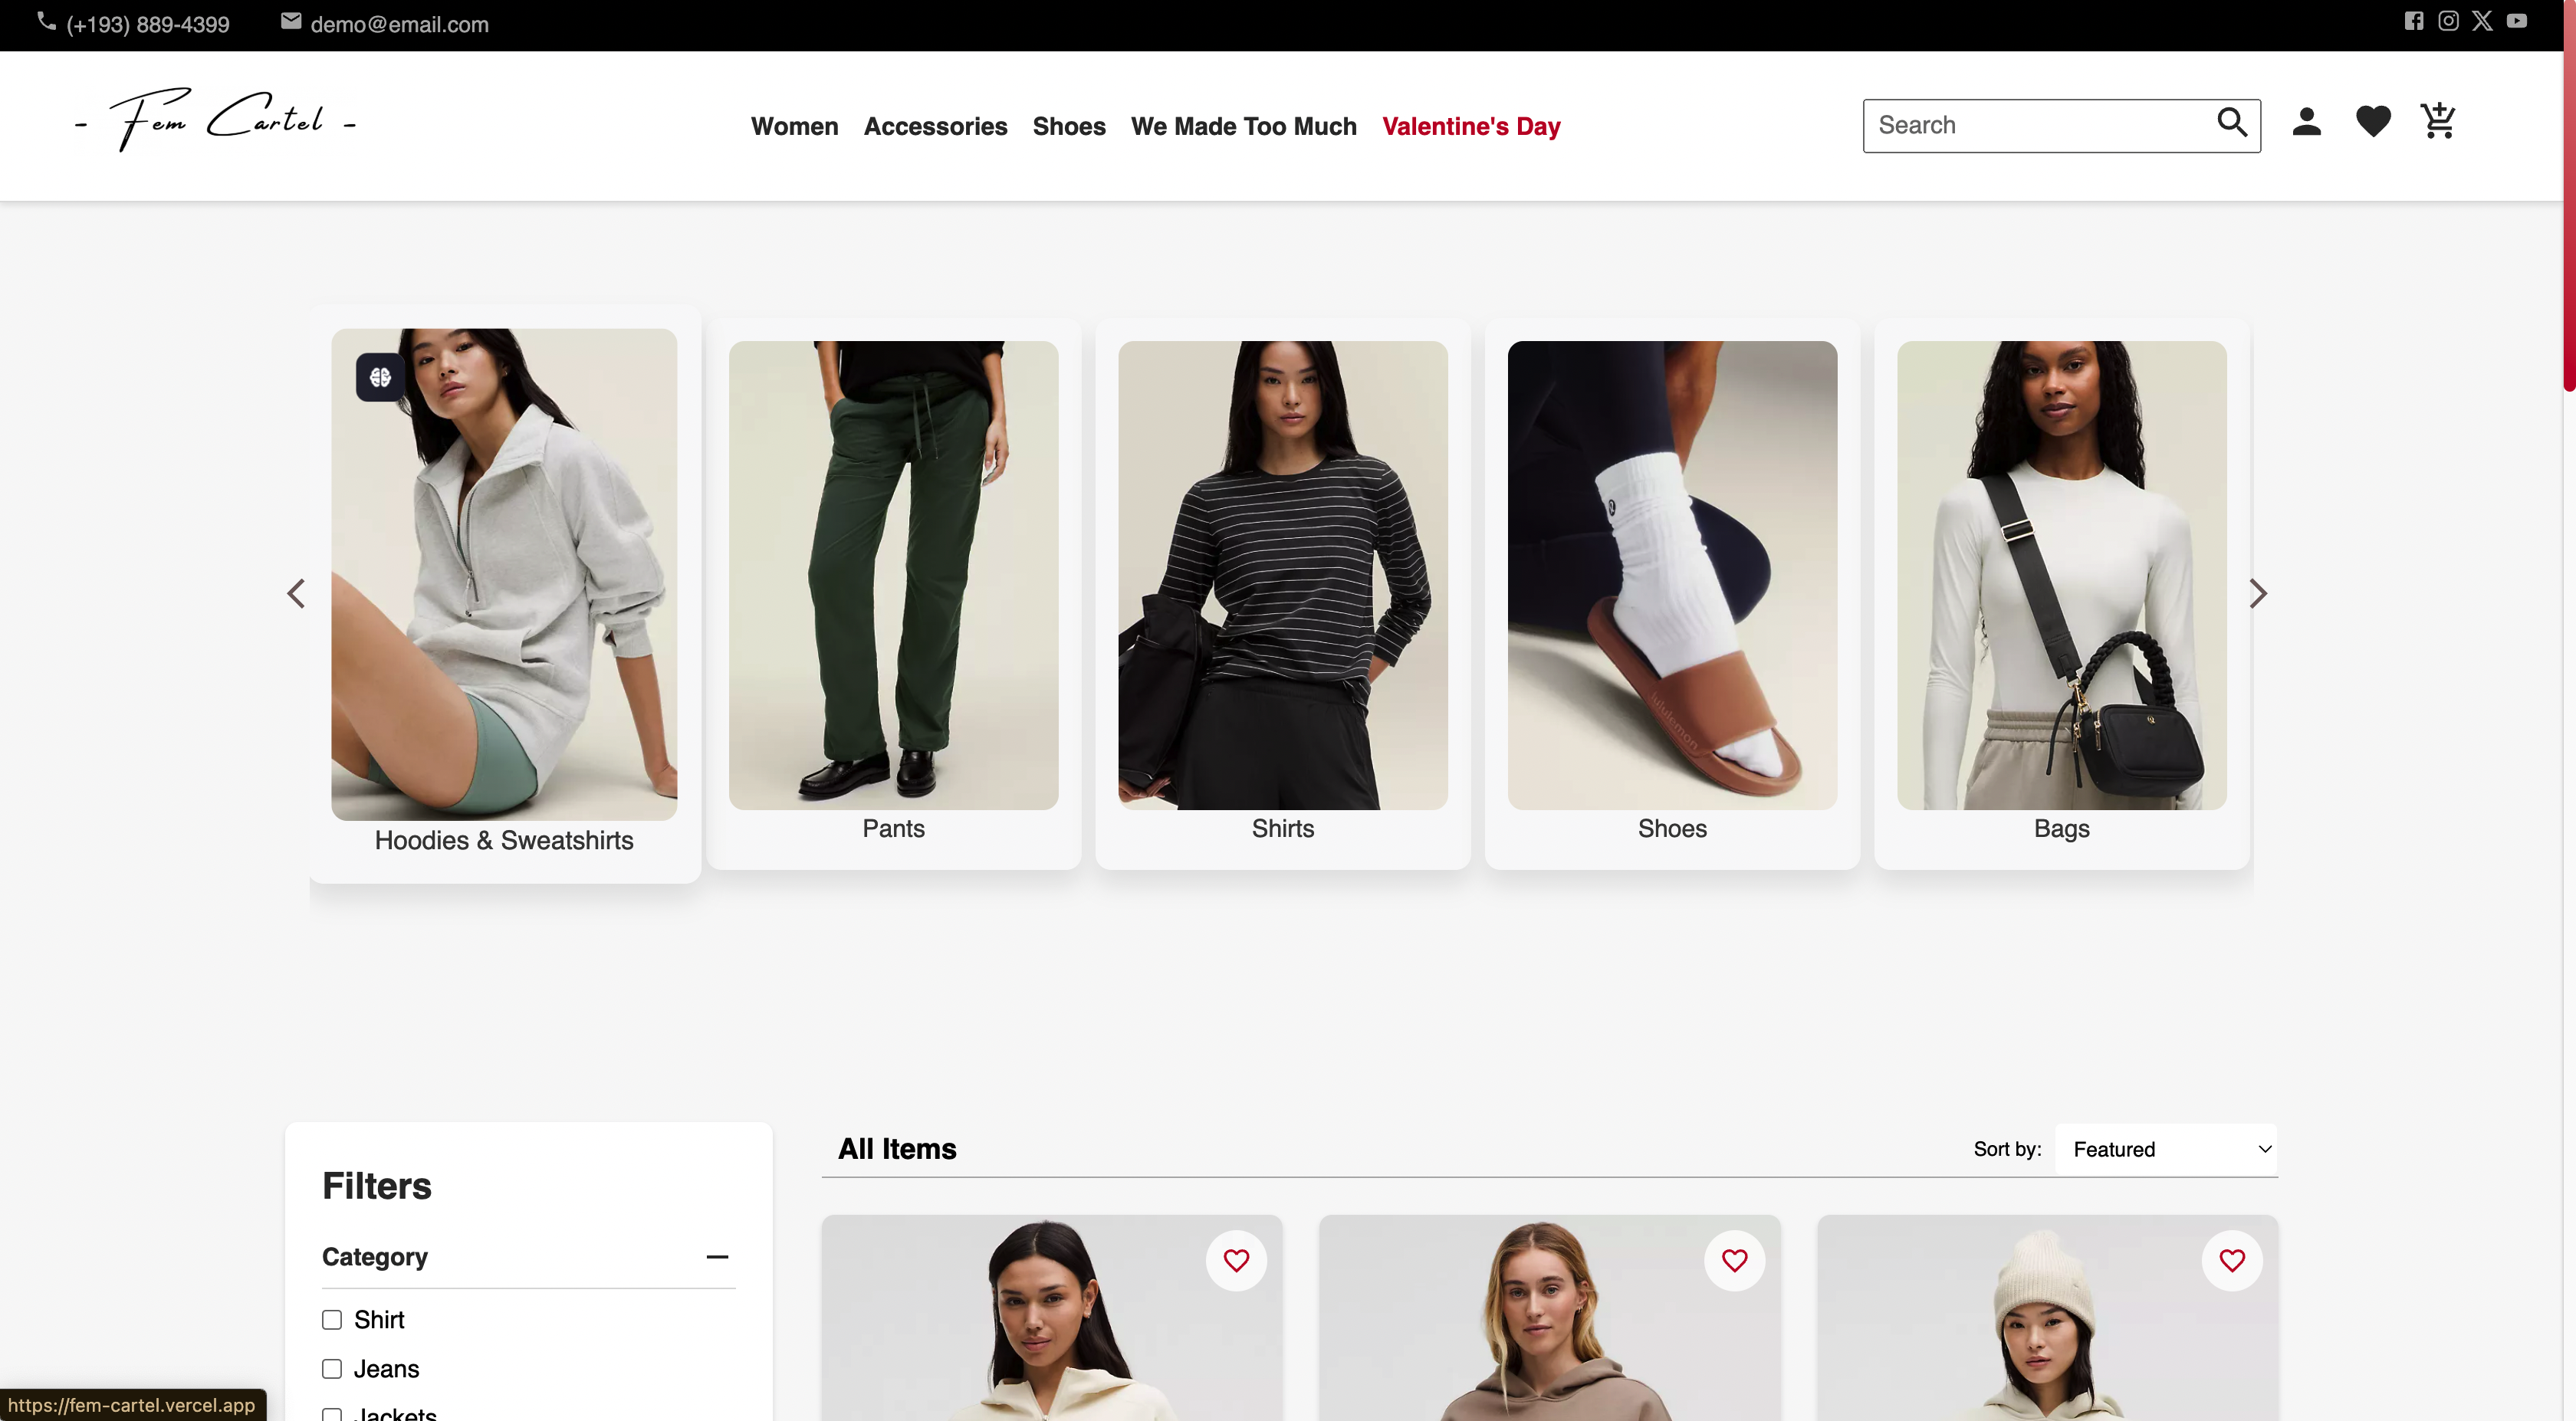 (+193) 889-4399 demo@email.com
- Fem Cartel -
Women Accessories Shoes We Made Too Much Valentine's Day
Search
Hoodies & Sweatshirts
Pants
Shirts
lululemon
Shoes
Bags
Filters
Category
Shirt
Jeans
Jackets
All Items
Sort by: Featured
https://fem-cartel.vercel.app